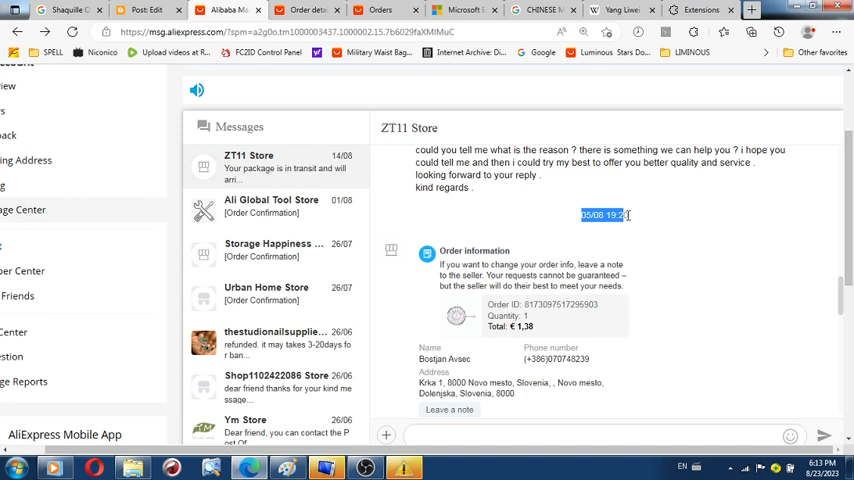 Shaquille O
Post: Edit
Alibaba Ma
Order deta
Orders
Microsoft E
CHINESE M
Yang Liwei
Extensions
https://msg.aliexpress.com/?spm=a2g0o.tm1000003437.1000002.15.7b6029faXMIMuC
SPELL
Niconico
Upload videos at R...
FC2ID Control Panel
Military Waist Bag...
Internet Archive: Di...
Google
Luminous Stars Do...
LIMINOUS
Other favorites
view
back
ing Address
age Center
per Center
Friends
Center
estion
ge Reports
AliExpress Mobile App
Messages
ZT11 Store 14/08
Your package is in transit and will
arri...
Ali Global Tool Store 01/08
[Order Confirmation]
Storage Happiness ... 26/07
[Order Confirmation]
Urban Home Store 26/07
[Order Confirmation]
thestudionailsupplie... 26/06
refunded. it may takes 3-20days fo
r ban...
Shop1102422086 Store 26/06
dear friend thanks for your kind me
ssage...
Ym Store 26/06
Dear friend, you can contact the P
ost Of...
ZT11 Store
could you tell me what is the reason ? there is something we can help you ? i hope you
could tell me and then i could try my best to offer you better quality and service .
looking forward to your reply .
kind regards .
05/08 19:2
Order information
If you want to change your order info, leave a note
to the seller. Your requests cannot be guaranteed –
but the seller will do their best to meet your needs.
Order ID: 8173097517295903
Quantity: 1
Total: € 1,38
Name Phone number
Bostjan Avsec (+386)070748239
Address
Krka 1, 8000 Novo mesto, Slovenia, , Novo mesto,
Dolenjska, Slovenia, 8000
Leave a note
EN
6:13 PM
8/23/2023